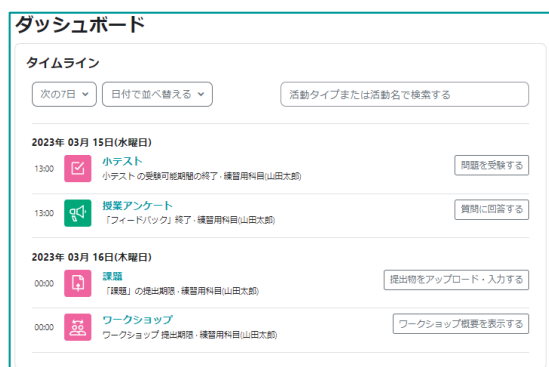 ダッシュボード
タイムライン
次の7日 日付で並べ替える 活動タイプまたは活動名で検索する
2023年 03月 15日(水曜日)
13:00 小テスト 問題を受験する
小テスト の受験可能期間の終了・練習用科目(山田太郎)
13:00 授業アンケート 質問に回答する
「フィードバック」終了・練習用科目(山田太郎)
2023年 03月 16日(木曜日)
00:00 課題 提出物をアップロード・入力する
「課題」の提出期限・練習用科目(山田太郎)
00:00 ワークショップ ワークショップ概要を表示する
ワークショップ 提出期限・練習用科目(山田太郎)